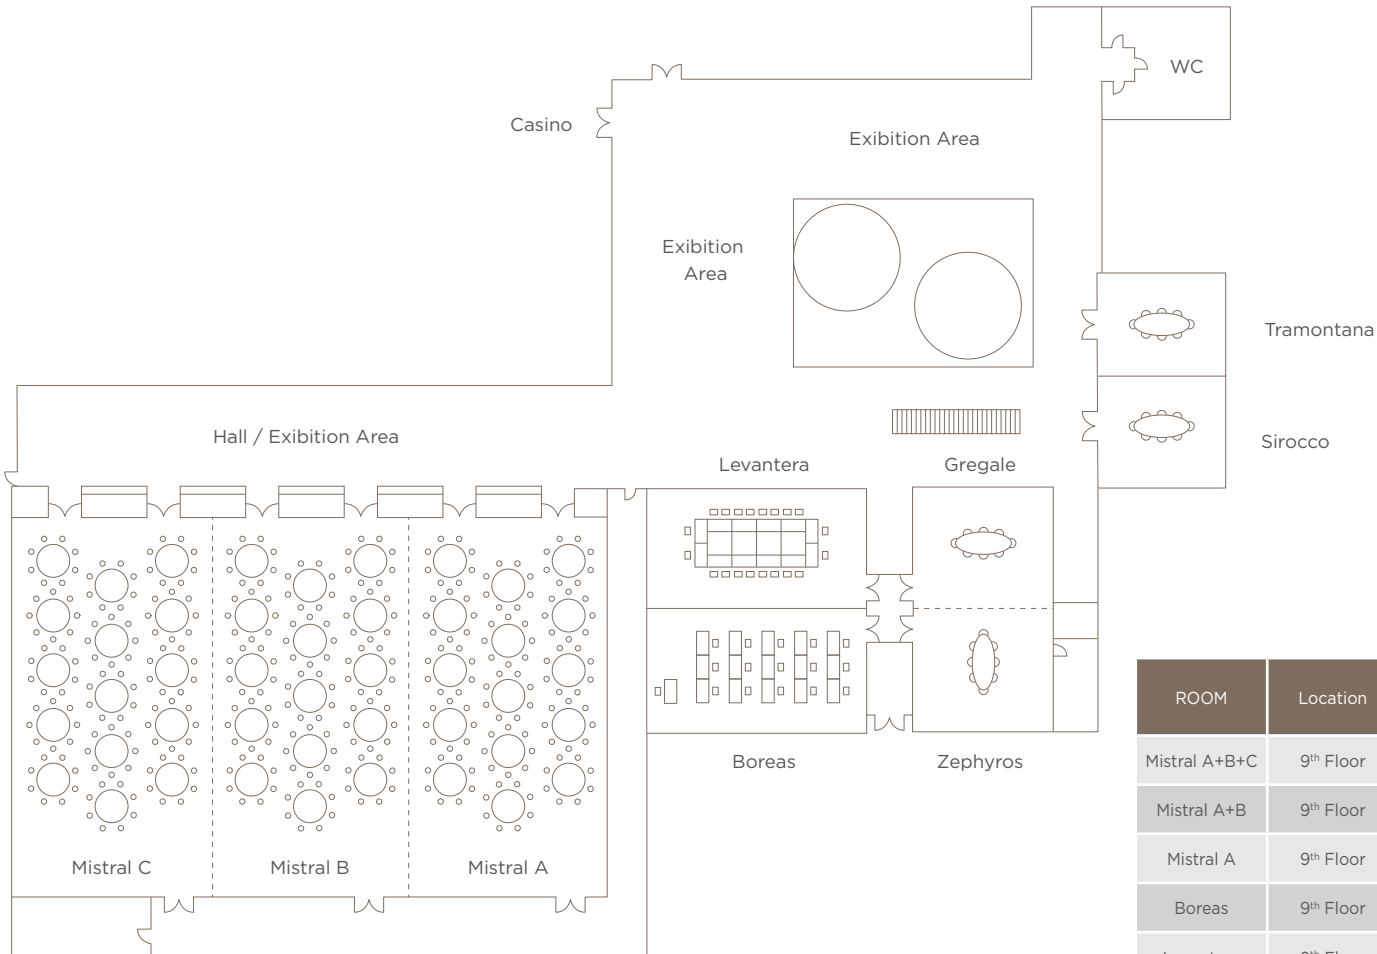 WC
Casino
Exibition Area
Exibition
Area
Tramontana
Hall / Exibition Area
Sirocco
Levantera
Gregale
Boreas
Zephyros
Mistral C
Mistral B
Mistral A
ROOM Location
Mistral A+B+C 9th Floor
Mistral A+B 9th Floor
Mistral A 9th Floor
Boreas 9th Floor